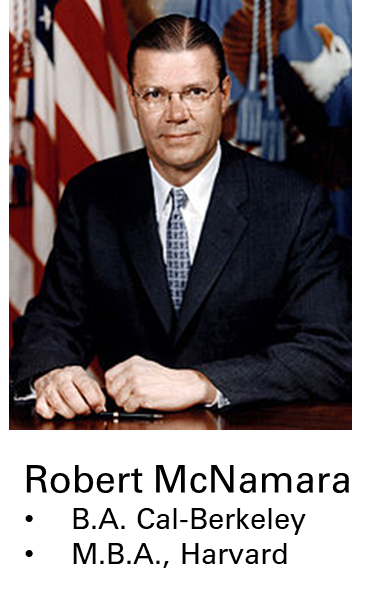 Robert McNamara
• B.A. Cal-Berkeley
• M.B.A., Harvard